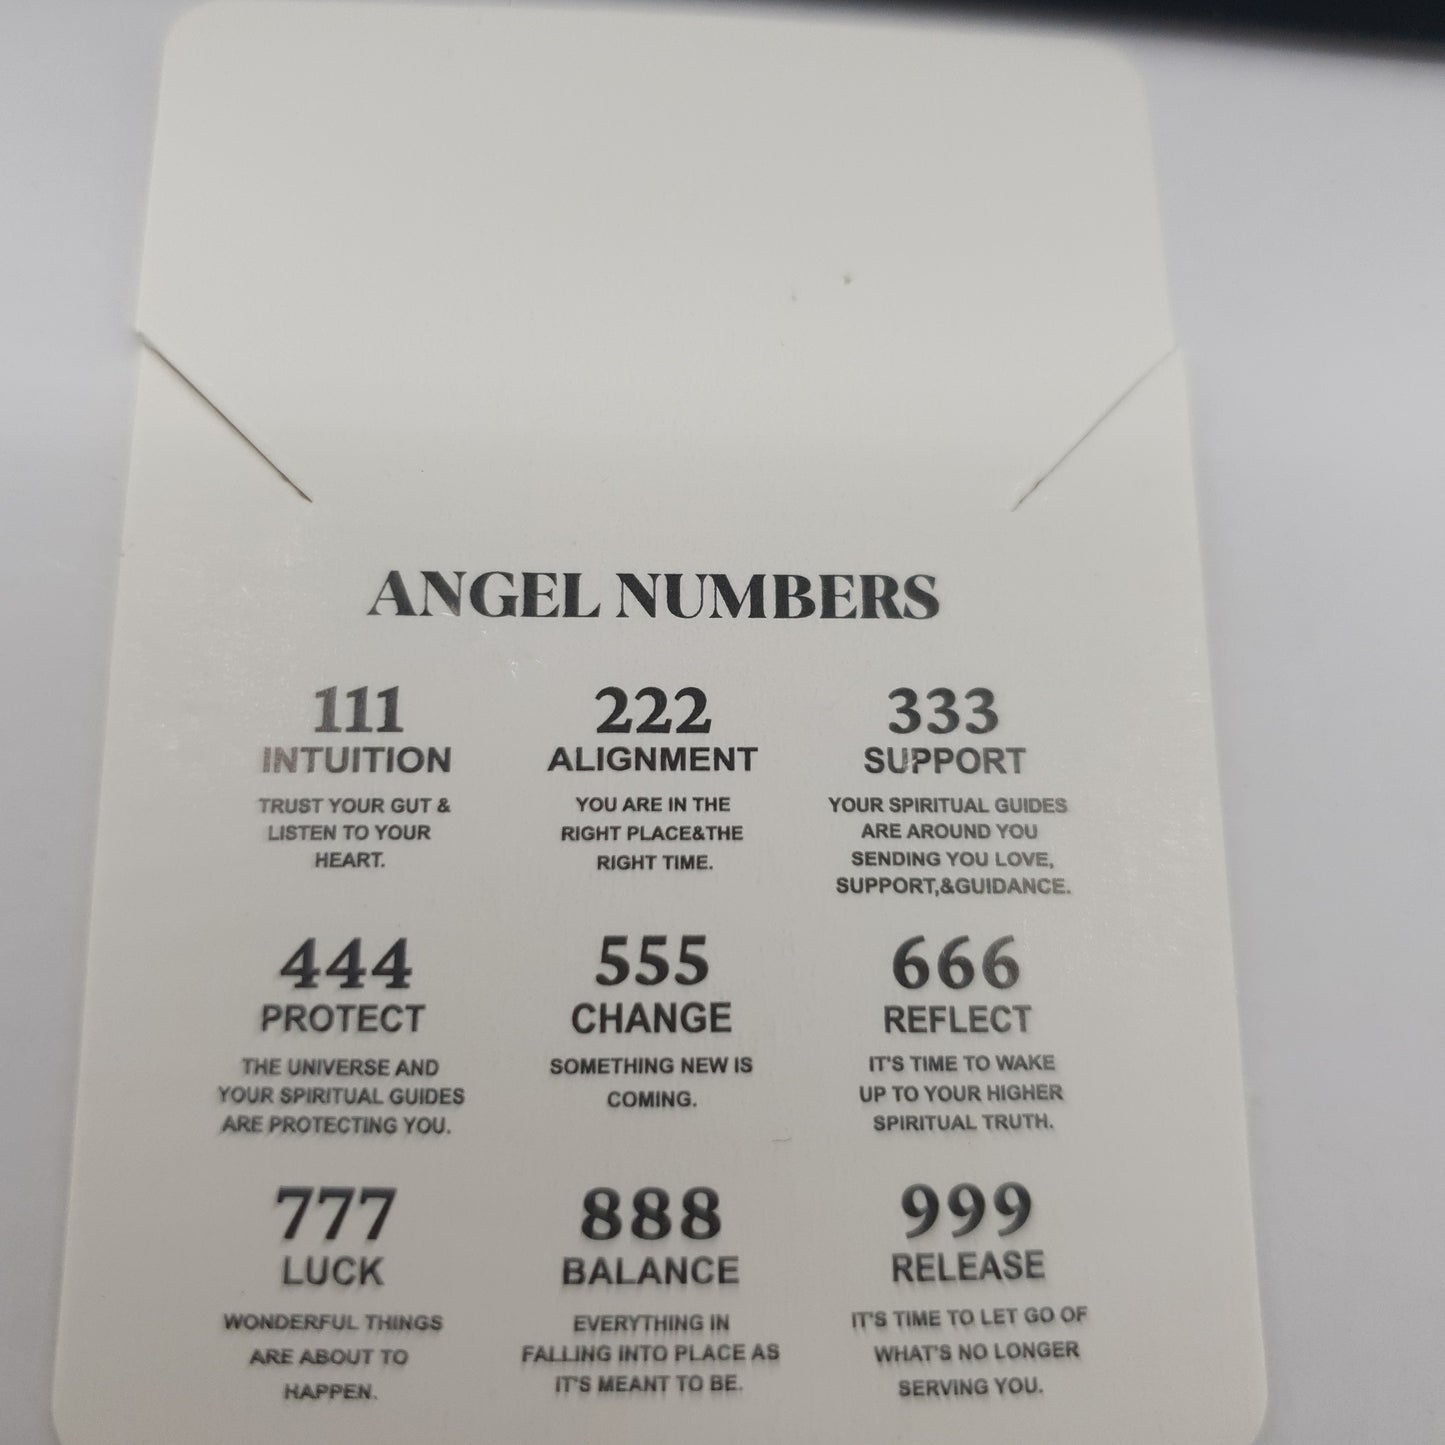 ANGEL NUMBERS
111
INTUITION
TRUST YOUR GUT &
LISTEN TO YOUR
HEART.
222
ALIGNMENT
YOU ARE IN THE
RIGHT PLACE&THE
RIGHT TIME.
333
SUPPORT
YOUR SPIRITUAL GUIDES
ARE AROUND YOU
SENDING YOU LOVE,
SUPPORT,&GUIDANCE.
444
PROTECT
THE UNIVERSE AND
YOUR SPIRITUAL GUIDES
ARE PROTECTING YOU.
555
CHANGE
SOMETHING NEW IS
COMING.
666
REFLECT
IT'S TIME TO WAKE
UP TO YOUR HIGHER
SPIRITUAL TRUTH.
777
LUCK
WONDERFUL THINGS
ARE ABOUT TO
HAPPEN.
888
BALANCE
EVERYTHING IN
FALLING INTO PLACE AS
IT'S MEANT TO BE.
999
RELEASE
IT'S TIME TO LET GO OF
WHAT'S NO LONGER
SERVING YOU.